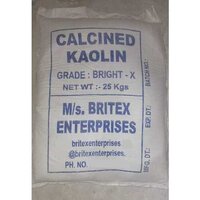 CALCINED
KAOLIN
GRADE : BRIGHT - X
NET WT :- 25 Kgs
M/s. BRITEX
ENTERPRISES
britexenterprises
@britexenterprises.
PH. NO.
BATCH NO.:
EXP. DT.:
MFG. DT.: